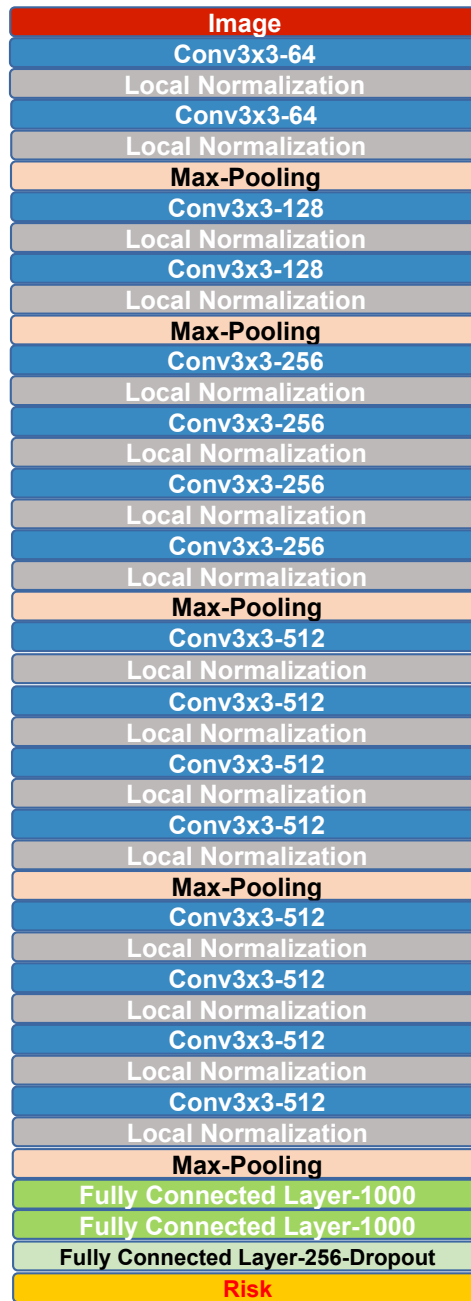 Image
Conv3x3-64
Local Normalization
Conv3x3-64
Local Normalization
Max-Pooling
Conv3x3-128
Local Normalization
Conv3x3-128
Local Normalization
Max-Pooling
Conv3x3-256
Local Normalization
Conv3x3-256
Local Normalization
Conv3x3-256
Local Normalization
Conv3x3-256
Local Normalization
Max-Pooling
Conv3x3-512
Local Normalization
Conv3x3-512
Local Normalization
Conv3x3-512
Local Normalization
Conv3x3-512
Local Normalization
Max-Pooling
Conv3x3-512
Local Normalization
Conv3x3-512
Local Normalization
Conv3x3-512
Local Normalization
Conv3x3-512
Local Normalization
Max-Pooling
Fully Connected Layer-1000
Fully Connected Layer-1000
Fully Connected Layer-256-Dropout
Risk